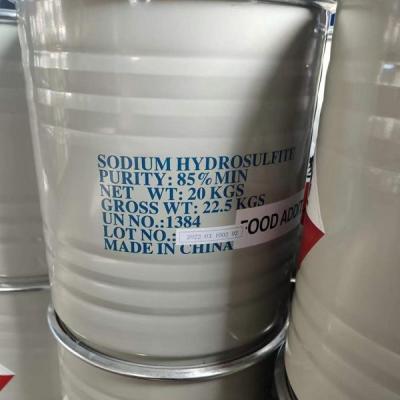 SODIUM HYDROSULFITE
PURITY: 85% MIN
NET WT: 20 KGS
GROSS WT: 22.5 KGS
UN NO.:1384
FOOD ADDIT
LOT NO.:
MADE IN CHINA